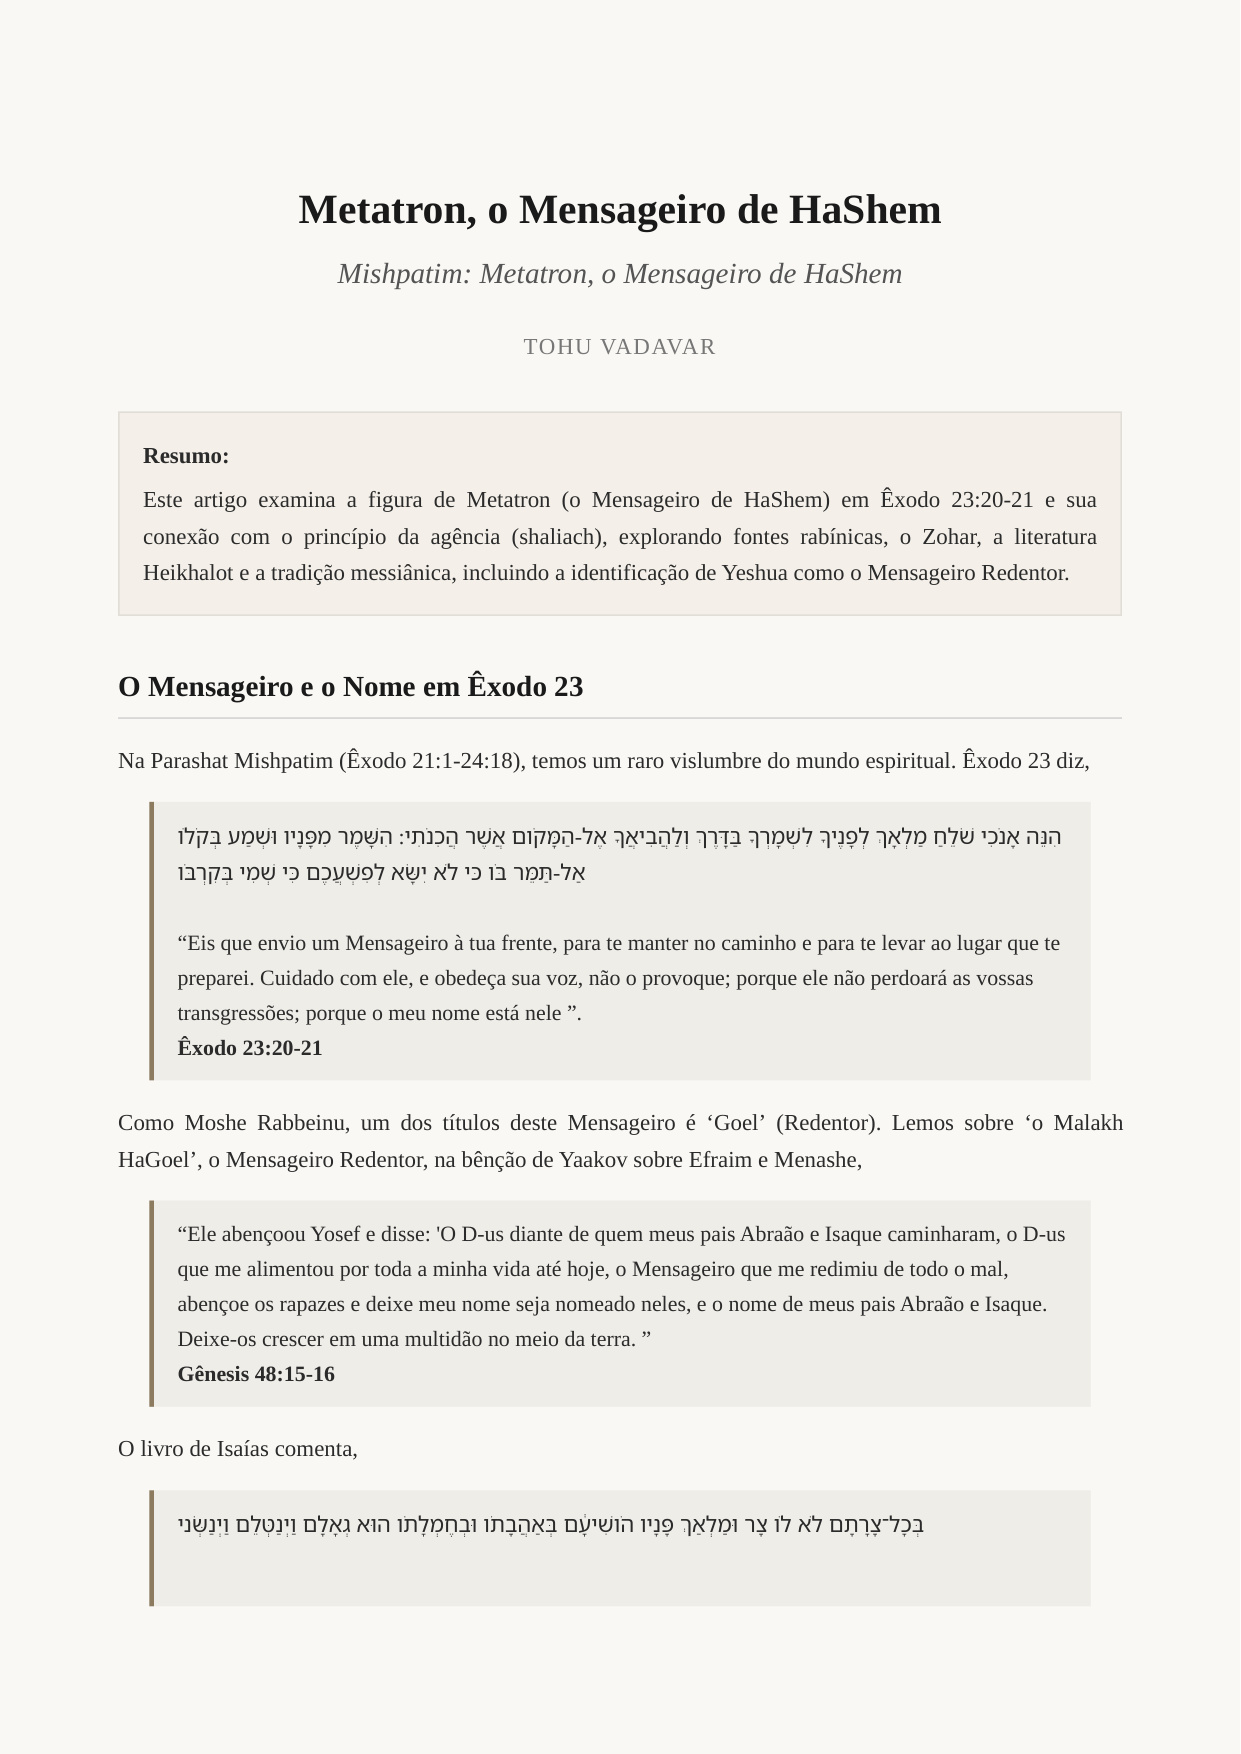 Metatron, o Mensageiro de HaShem
Mishpatim: Metatron, o Mensageiro de HaShem
TOHU VADAVAR
Resumo:
Este artigo examina a figura de Metatron (o Mensageiro de HaShem) em Êxodo 23:20-21 e sua
conexão com o princípio da agência (shaliach), explorando fontes rabínicas, o Zohar, a literatura
Heikhalot e a tradição messiânica, incluindo a identificação de Yeshua como o Mensageiro Redentor.
O Mensageiro e o Nome em Êxodo 23
Na Parashat Mishpatim (Êxodo 21:1-24:18), temos um raro vislumbre do mundo espiritual. Êxodo 23 diz,
הִנֵּה אָנֹכִי שֹׁלֵחַ מַלְאָךְ לְפָנֶיךָ לִשְׁמָרְךָ בַּדָּרֶךְ וְלַהֲבִיאֲךָ אֶל-הַמָּקוֹם אֲשֶׁר הֲכִנֹתִי: הִשָּׁמֶר מִפָּנָיו וּשְׁמַע בְּקֹלוֹ
אַל-תַּמֵּר בּוֹ כִּי לֹא יִשָּׂא לְפִשְׁעֲכֶם כִּי שְׁמִי בְּקִרְבּוֹ
“Eis que envio um Mensageiro à tua frente, para te manter no caminho e para te levar ao lugar que te
preparei. Cuidado com ele, e obedeça sua voz, não o provoque; porque ele não perdoará as vossas
transgressões; porque o meu nome está nele ”.
Êxodo 23:20-21
Como Moshe Rabbeinu, um dos títulos deste Mensageiro é ‘Goel’ (Redentor). Lemos sobre ‘o Malakh
HaGoel’, o Mensageiro Redentor, na bênção de Yaakov sobre Efraim e Menashe,
“Ele abençoou Yosef e disse: 'O D-us diante de quem meus pais Abraão e Isaque caminharam, o D-us
que me alimentou por toda a minha vida até hoje, o Mensageiro que me redimiu de todo o mal,
abençoe os rapazes e deixe meu nome seja nomeado neles, e o nome de meus pais Abraão e Isaque.
Deixe-os crescer em uma multidão no meio da terra. ”
Gênesis 48:15-16
O livro de Isaías comenta,
בְּכָל־צָרָתָם לֹא לוֹ צָר וּמַלְאַךְ פָּנָיו הוֹשִׁיעָ֔ם בְּאַהֲבָתוֹ וּבְחֶמְלָתוֹ הוּא גְאָלָם וַיְנַטְּלֵם וַיְנַשְּׂנִי